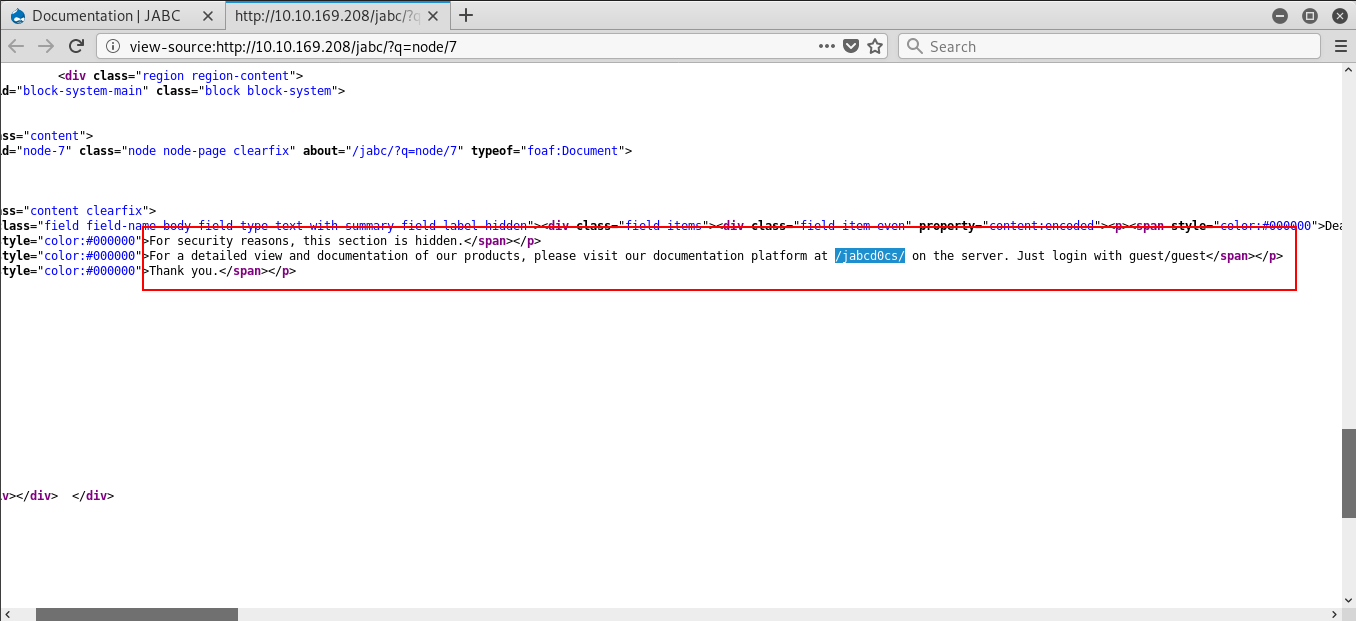 Documentation | JABC
http://10.10.169.208/jabc/?q
view-source:http://10.10.169.208/jabc/?q=node/7
Search
<div class="region region-content">
d="block-system-main" class="block block-system">
ss="content">
d="node-7" class="node node-page clearfix" about="/jabc/?q=node/7" typeof="foaf:Document">
ss="content clearfix">
class="field field-name-body field-type-text-with-summary field-label-hidden"><div class="field-items"><div class="field-item even" property="content:encoded"><p><span style="color:#000000">Dea
tyle="color:#000000">For security reasons, this section is hidden.</span></p>
tyle="color:#000000">For a detailed view and documentation of our products, please visit our documentation platform at /jabcd0cs/ on the server. Just login with guest/guest</span></p>
tyle="color:#000000">Thank you.</span></p>
v></div> </div>